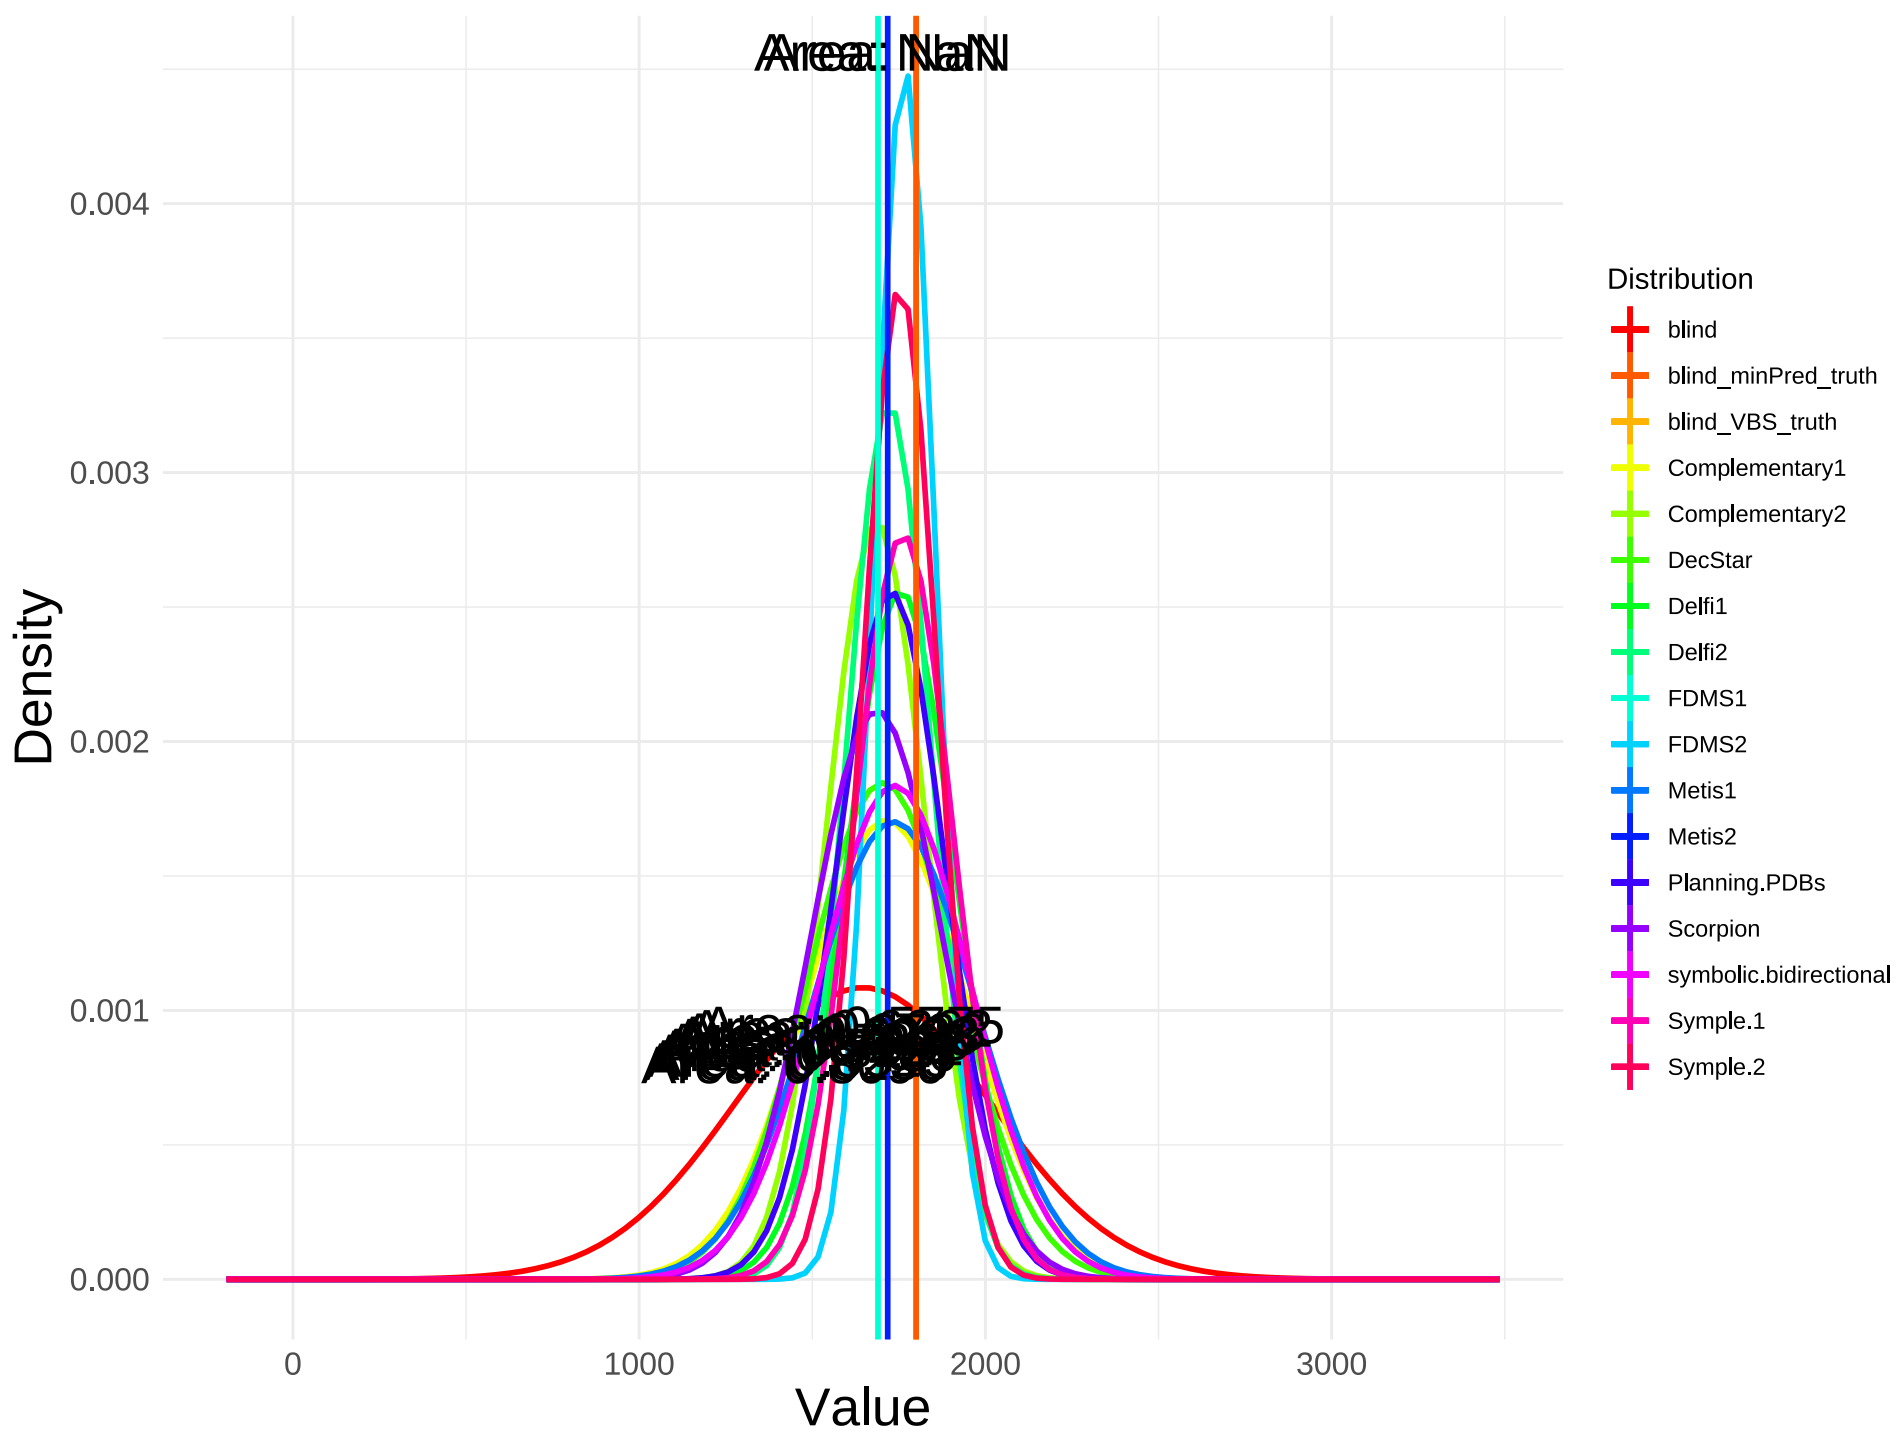 Area: NaN
0.004
0.003
0.002
0.001
0.000
Density
0
1000
2000
3000
Value
Distribution
blind
blind_minPred_truth
blind_VBS_truth
Complementary1
Complementary2
DecStar
Delfi1
Delfi2
FDMS1
FDMS2
Metis1
Metis2
Planning.PDBs
Scorpion
symbolic.bidirectional
Symple.1
Symple.2